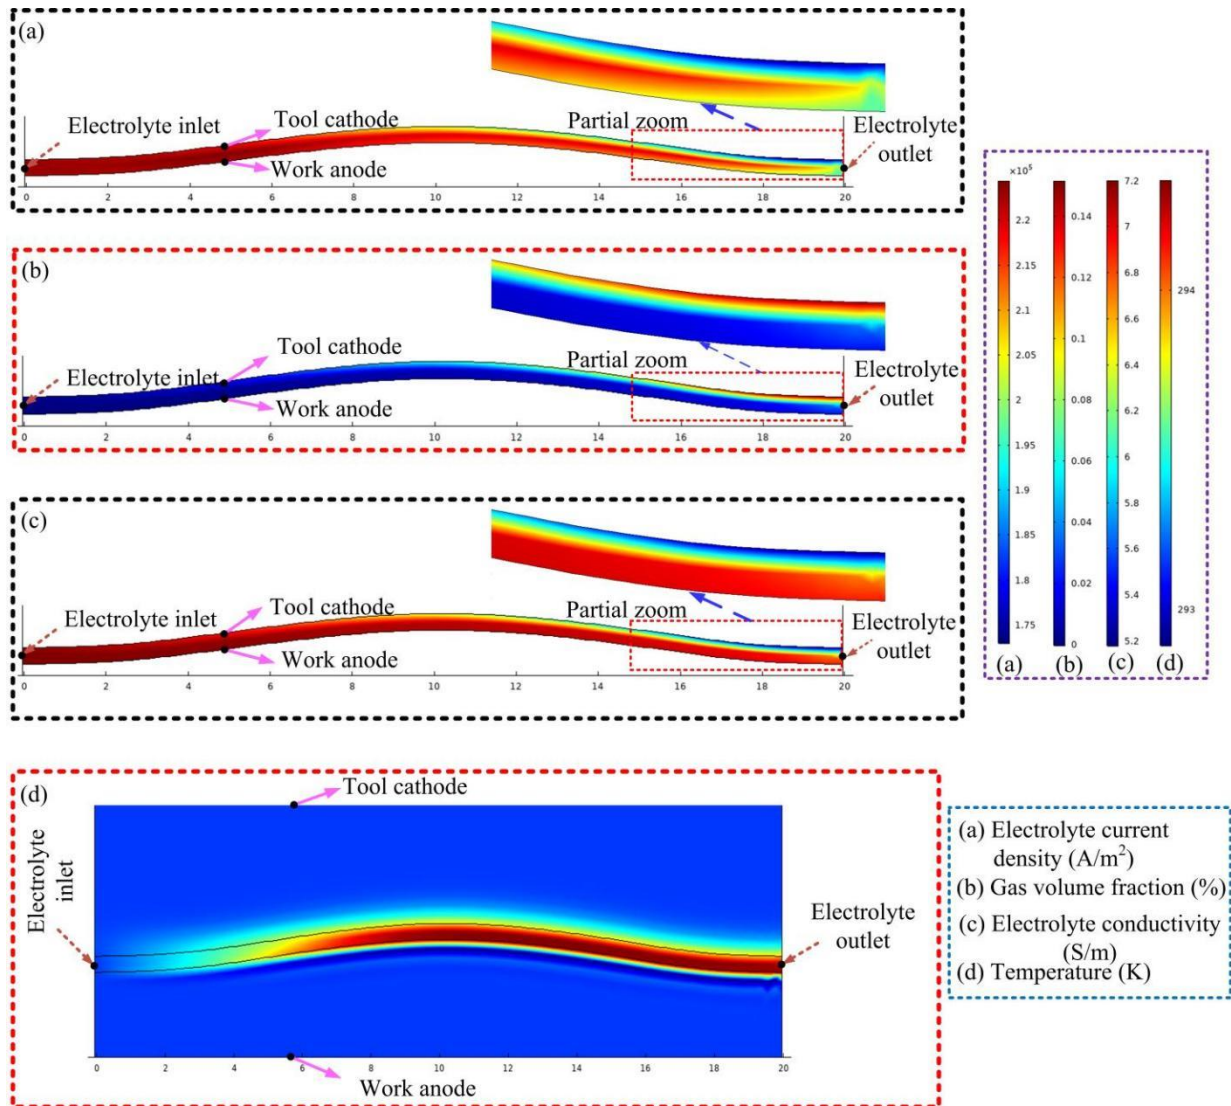 (a)
Electrolyte inlet
Tool cathode
Work anode
Partial zoom
Electrolyte
outlet
0 2 4 6 8 10 12 14 16 18 20
(b)
Electrolyte inlet
Tool cathode
Work anode
Partial zoom
Electrolyte
outlet
0 2 4 6 8 10 12 14 16 18 20
(c)
Electrolyte inlet
Tool cathode
Work anode
Partial zoom
Electrolyte
outlet
0 2 4 6 8 10 12 14 16 18 20
×10⁵
2.2
2.15
2.1
2.05
2
1.95
1.9
1.85
1.8
1.75
(a)
0.14
0.12
0.1
0.08
0.06
0.04
0.02
0
(b)
7.2
7
6.8
6.6
6.4
6.2
6
5.8
5.6
5.4
5.2
(c)
294
293
(d)
(d)
Tool cathode
Electrolyte
inlet
Electrolyte
outlet
0 2 4 6 8 10 12 14 16 18 20
Work anode
(a) Electrolyte current
density (A/m²)
(b) Gas volume fraction (%)
(c) Electrolyte conductivity
(S/m)
(d) Temperature (K)